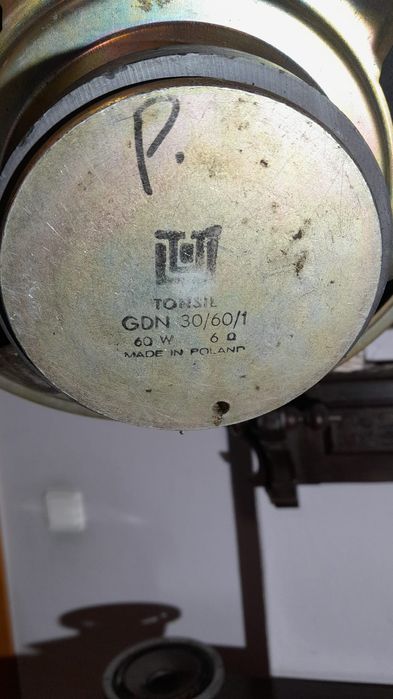 P.
TONSIL
GDN 30/60/1
60 W 6 Ω
MADE IN POLAND